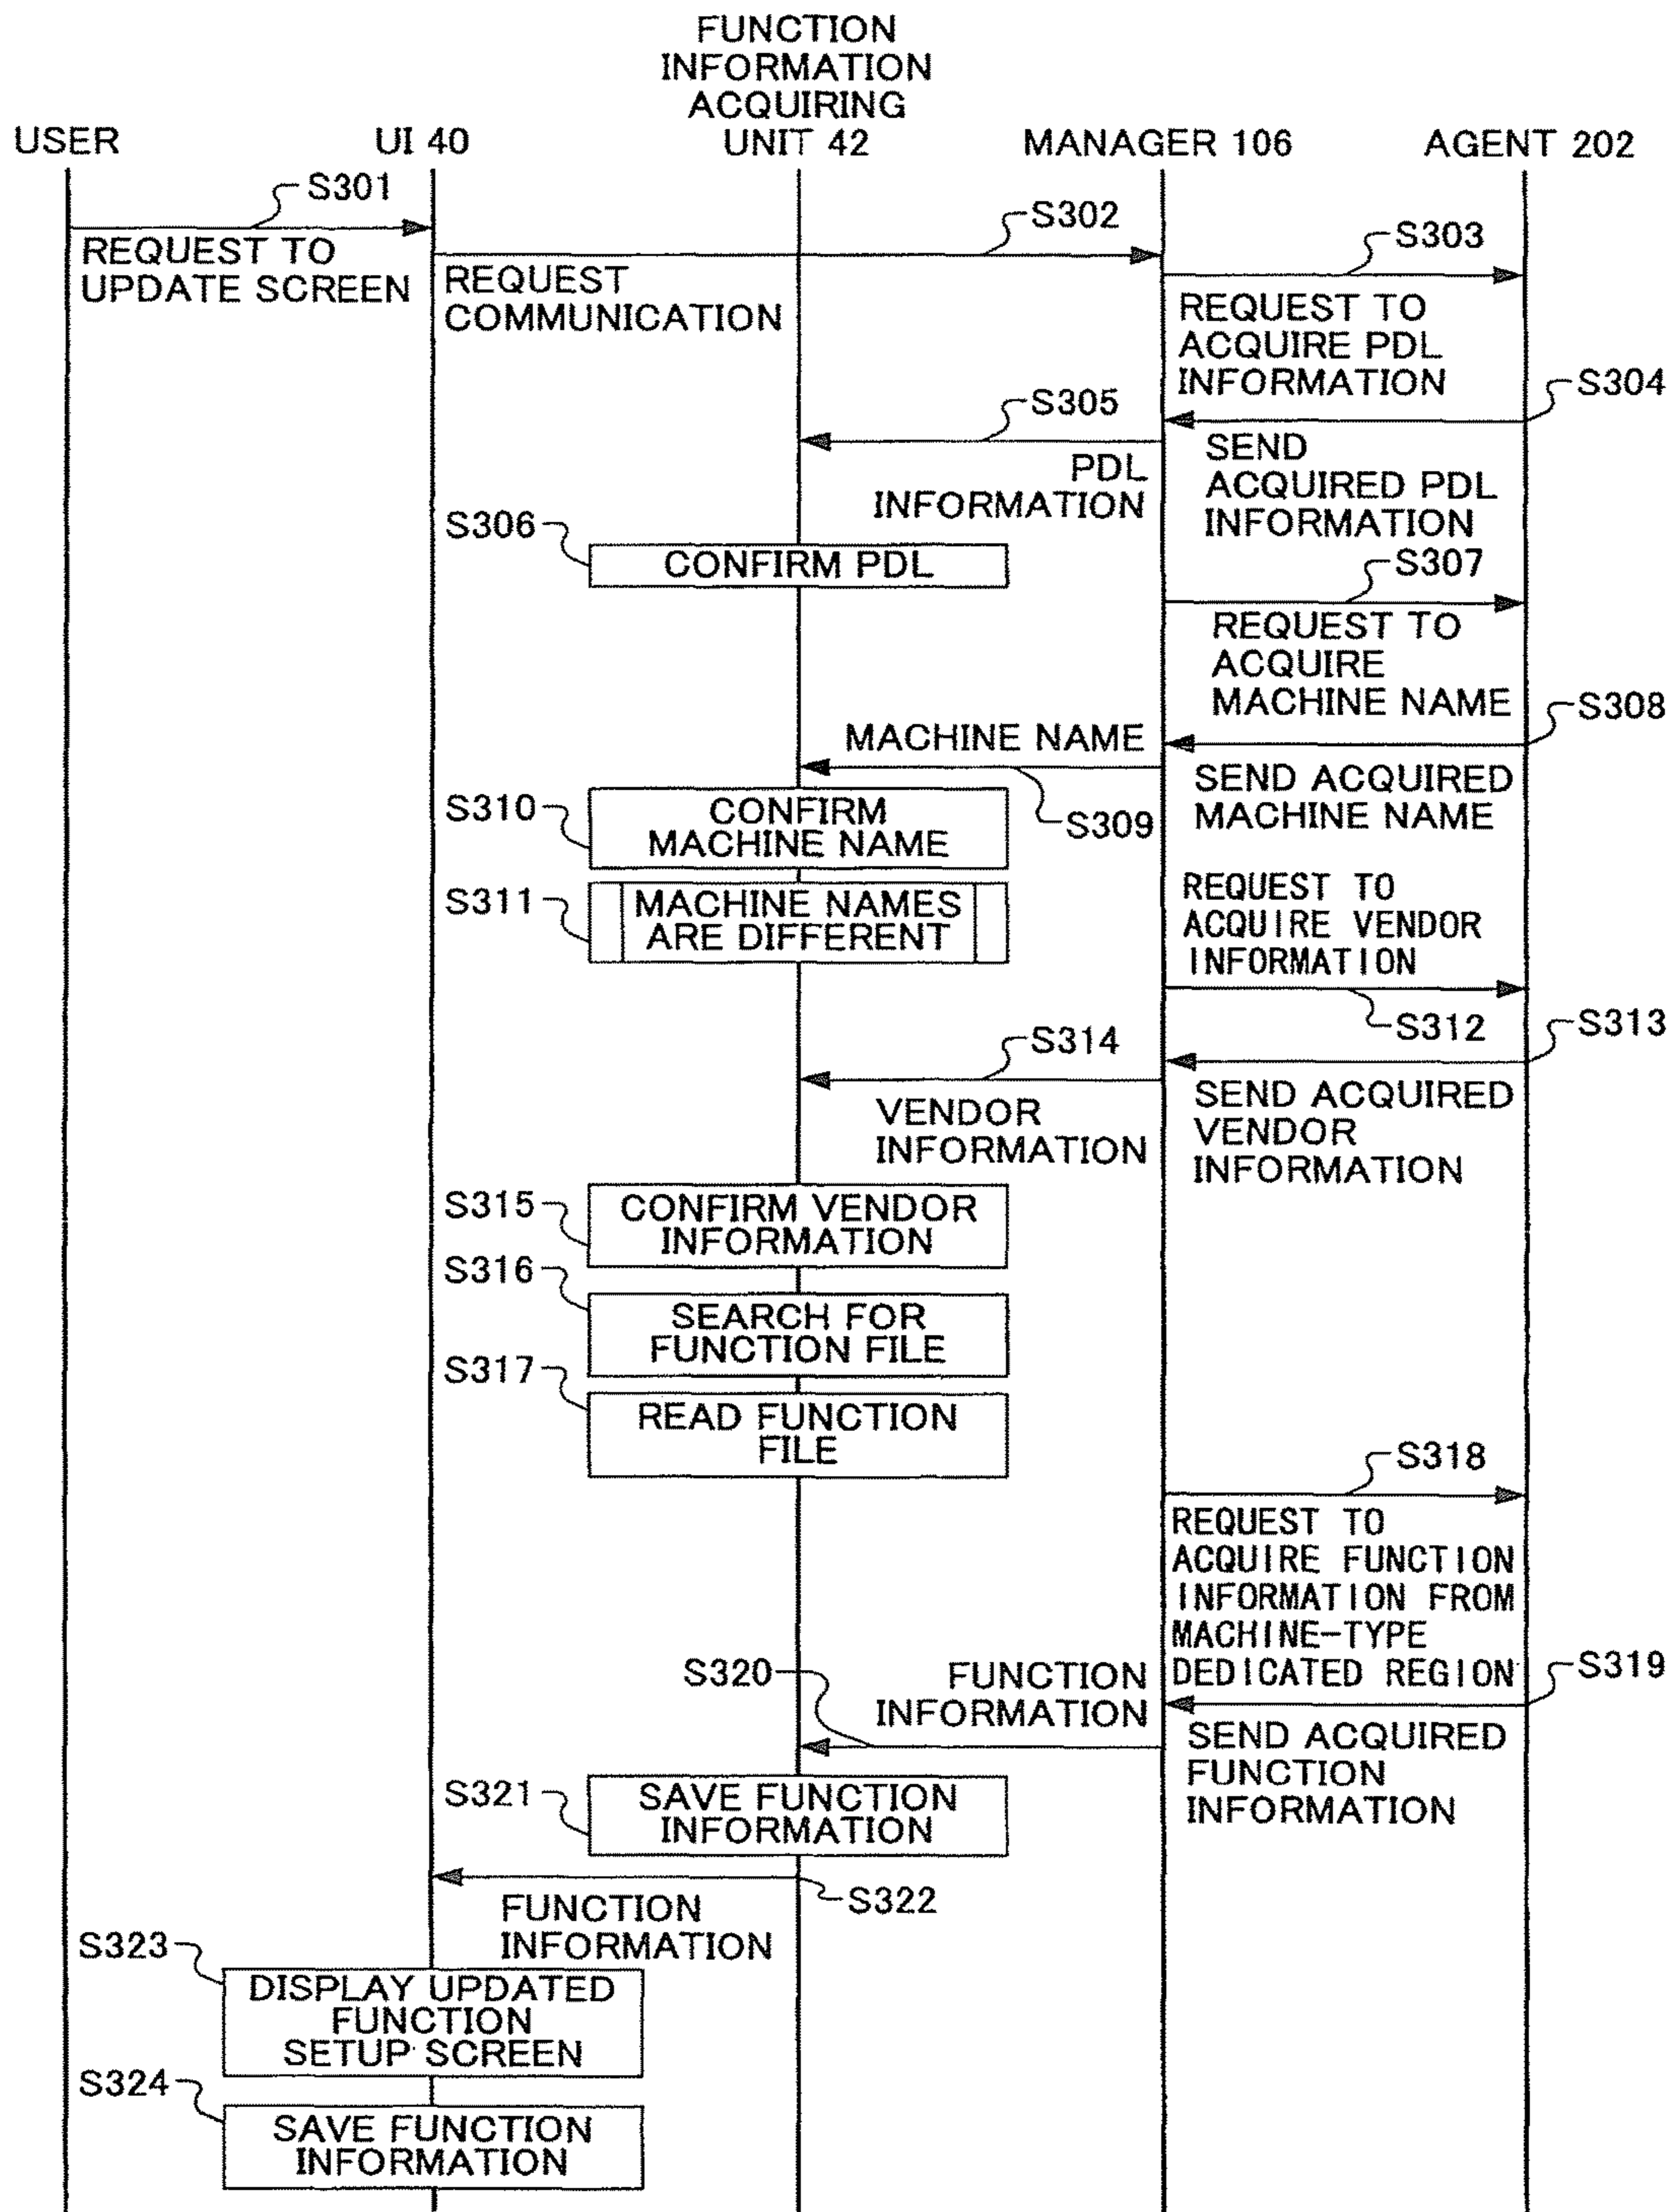 FUNCTION
INFORMATION
ACQUIRING
USER
UI 40
UNIT 42
MANAGER 106
AGENT 202
S301
REQUEST TO
UPDATE SCREEN
S302
REQUEST
COMMUNICATION
S303
REQUEST TO
ACQUIRE PDL
INFORMATION
S304
SEND
ACQUIRED PDL
INFORMATION
S305
PDL
INFORMATION
S306
CONFIRM PDL
S307
REQUEST TO
ACQUIRE
MACHINE NAME
S308
SEND ACQUIRED
MACHINE NAME
MACHINE NAME
S309
S310
CONFIRM
MACHINE NAME
S311
MACHINE NAMES
ARE DIFFERENT
REQUEST TO
ACQUIRE VENDOR
INFORMATION
S312
S313
SEND ACQUIRED
VENDOR
INFORMATION
S314
VENDOR
INFORMATION
S315
CONFIRM VENDOR
INFORMATION
S316
SEARCH FOR
FUNCTION FILE
S317
READ FUNCTION
FILE
S318
REQUEST TO
ACQUIRE FUNCTION
INFORMATION FROM
MACHINE-TYPE
DEDICATED REGION
S319
SEND ACQUIRED
FUNCTION
INFORMATION
S320
FUNCTION
INFORMATION
S321
SAVE FUNCTION
INFORMATION
S322
FUNCTION
INFORMATION
S323
DISPLAY UPDATED
FUNCTION
SETUP SCREEN
S324
SAVE FUNCTION
INFORMATION